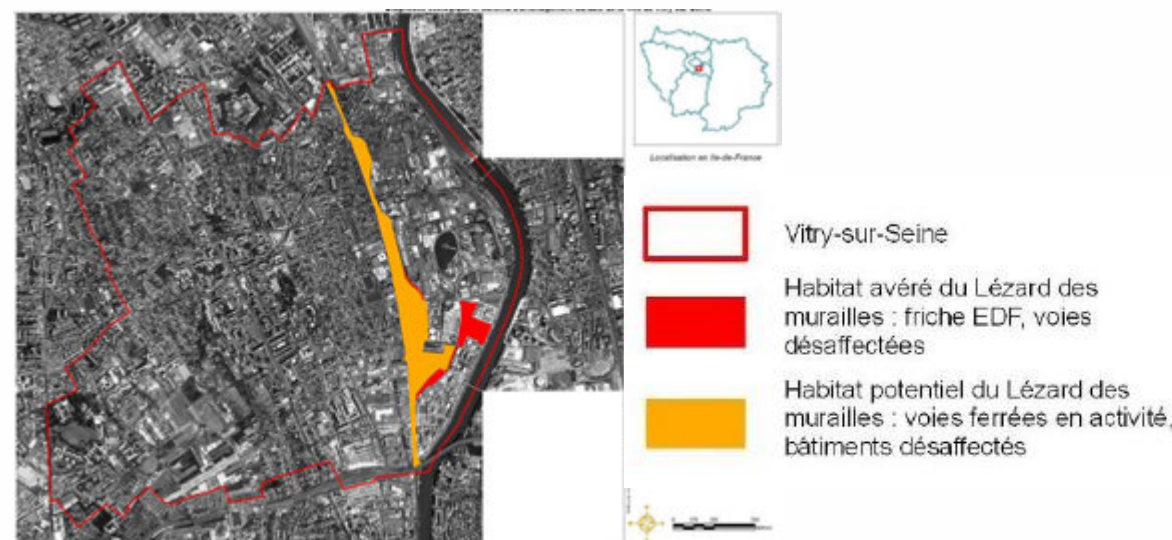 Localisation en Ile-de-France
Vitry-sur-Seine
Habitat avéré du Lézard des
murailles : friche EDF, voies
désaffectées
Habitat potentiel du Lézard des
murailles : voies ferrées en activité,
bâtiments désaffectés